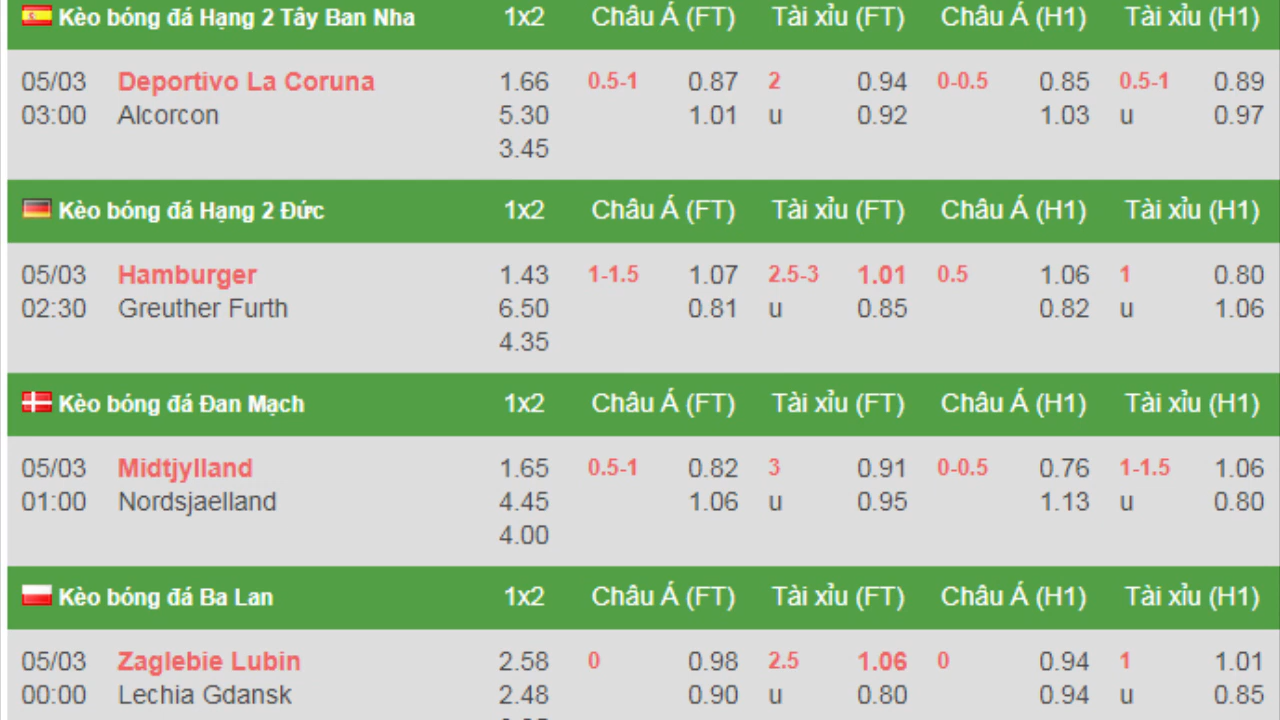 Kèo bóng đá Hạng 2 Tây Ban Nha 1x2 Châu Á (FT) Tài xỉu (FT) Châu Á (H1) Tài xỉu (H1)
05/03 Deportivo La Coruna 1.66 0.5-1 0.87 2 0.94 0-0.5 0.85 0.5-1 0.89
03:00 Alcorcon 5.30 1.01 u 0.92 1.03 u 0.97
3.45
Kèo bóng đá Hạng 2 Đức 1x2 Châu Á (FT) Tài xỉu (FT) Châu Á (H1) Tài xỉu (H1)
05/03 Hamburger 1.43 1-1.5 1.07 2.5-3 1.01 0.5 1.06 1 0.80
02:30 Greuther Furth 6.50 0.81 u 0.85 0.82 u 1.06
4.35
Kèo bóng đá Đan Mạch 1x2 Châu Á (FT) Tài xỉu (FT) Châu Á (H1) Tài xỉu (H1)
05/03 Midtjylland 1.65 0.5-1 0.82 3 0.91 0-0.5 0.76 1-1.5 1.06
01:00 Nordsjaelland 4.45 1.06 u 0.95 1.13 u 0.80
4.00
Kèo bóng đá Ba Lan 1x2 Châu Á (FT) Tài xỉu (FT) Châu Á (H1) Tài xỉu (H1)
05/03 Zaglebie Lubin 2.58 0 0.98 2.5 1.06 0 0.94 1 1.01
00:00 Lechia Gdansk 2.48 0.90 u 0.80 0.94 u 0.85